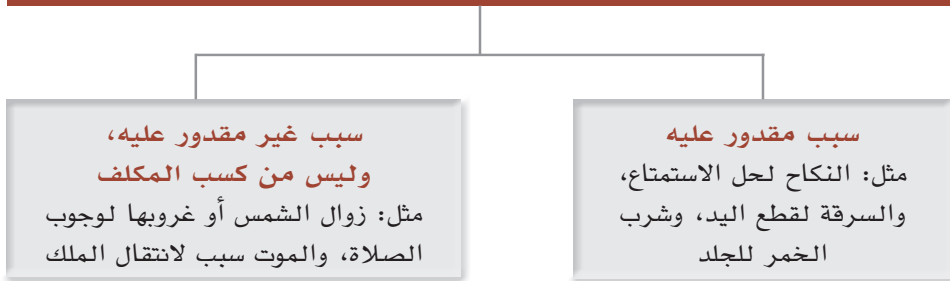 سبب مقدور عليه
مثل: النكاح لحل الاستمتاع،
والسرقة لقطع اليد، وشرب
الخمر للجلد
سبب غير مقدور عليه،
وليس من كسب المكلف
مثل: زوال الشمس أو غروبها لوجوب
الصلاة، والموت سبب لانتقال الملك